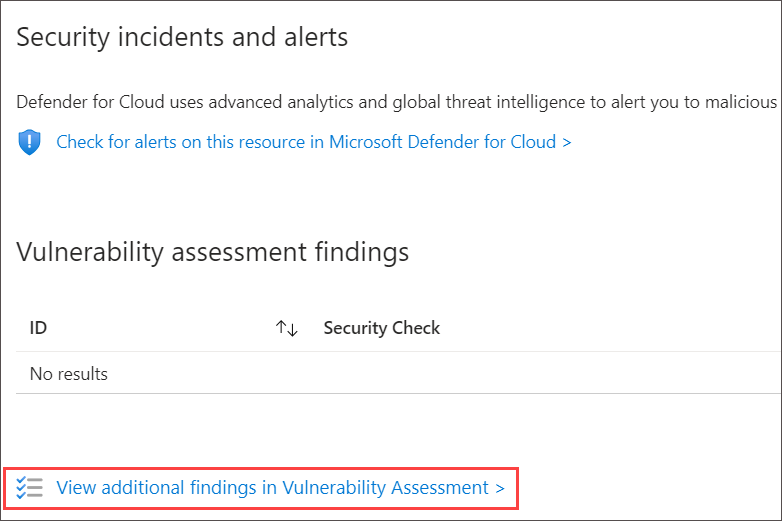 Security incidents and alerts
Defender for Cloud uses advanced analytics and global threat intelligence to alert you to malicious
Check for alerts on this resource in Microsoft Defender for Cloud >
Vulnerability assessment findings
ID Security Check
No results
View additional findings in Vulnerability Assessment >